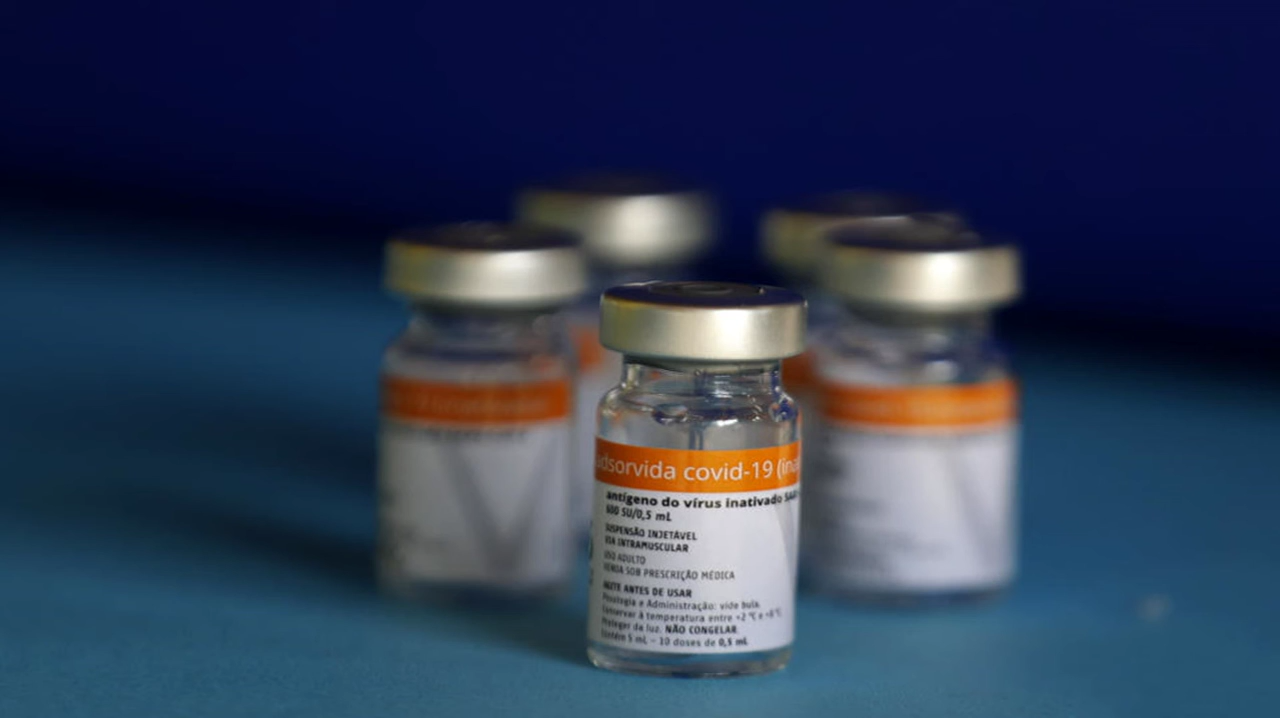 adsorvida covid-19 (ina
antígeno do vírus inativado SAR
600 SU/0,5 mL
SUSPENSÃO INJETÁVEL
VIA INTRAMUSCULAR
USO ADULTO
VENDA SOB PRESCRIÇÃO MÉDICA
AGITE ANTES DE USAR
Posologia e Administração: vide bula.
Conservar à temperatura entre +2 °C e +8 °C.
Proteger da luz. NÃO CONGELAR.
Contém 5 mL – 10 doses de 0,5 mL